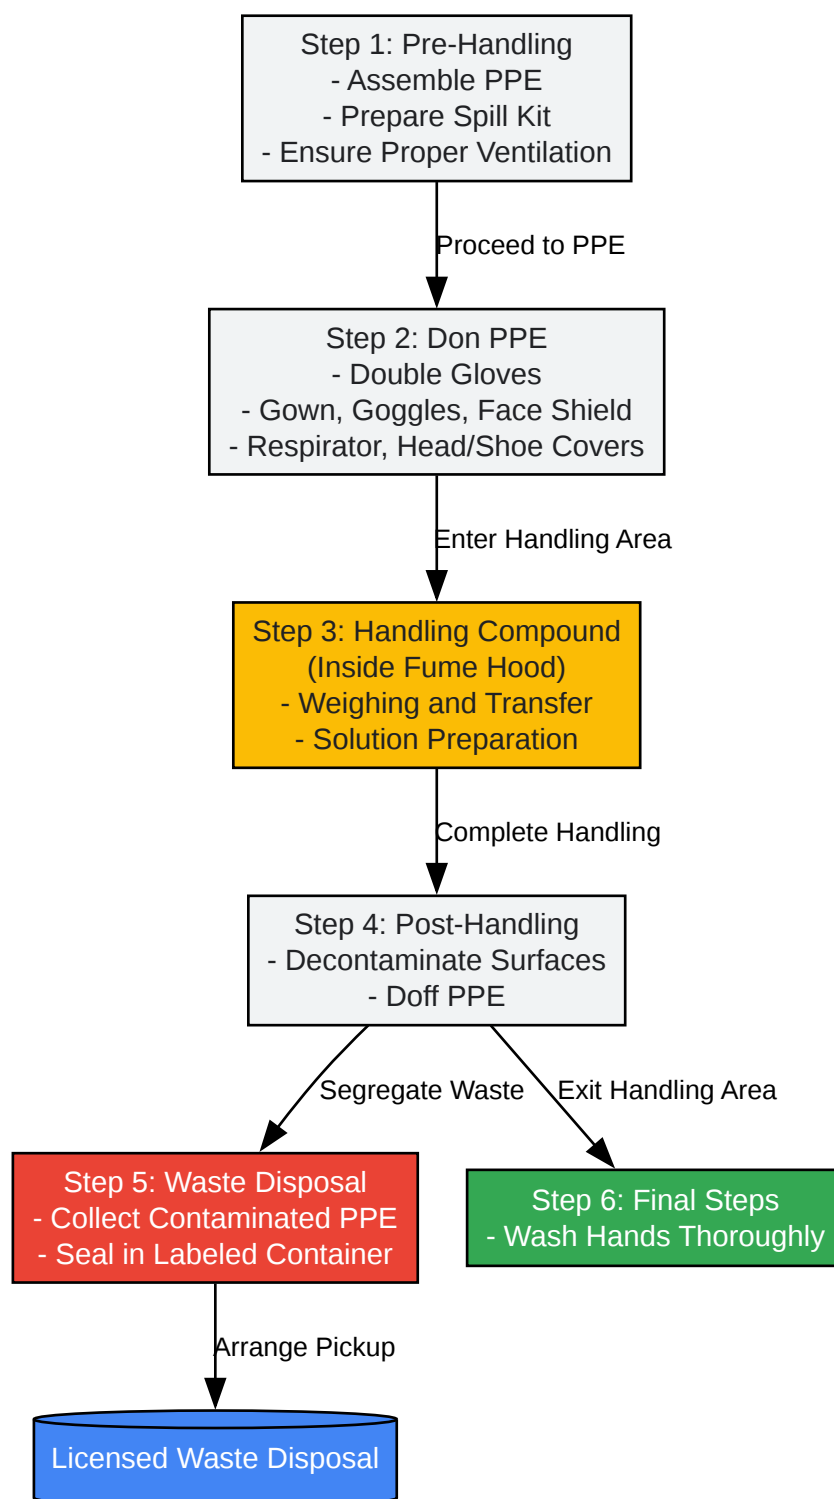 Step 1: Pre-Handling
- Assemble PPE
- Prepare Spill Kit
- Ensure Proper Ventilation
Proceed to PPE
Step 2: Don PPE
- Double Gloves
- Gown, Goggles, Face Shield
- Respirator, Head/Shoe Covers
Enter Handling Area
Step 3: Handling Compound
(Inside Fume Hood)
- Weighing and Transfer
- Solution Preparation
Complete Handling
Step 4: Post-Handling
- Decontaminate Surfaces
- Doff PPE
Segregate Waste
Exit Handling Area
Step 5: Waste Disposal
- Collect Contaminated PPE
- Seal in Labeled Container
Step 6: Final Steps
- Wash Hands Thoroughly
Arrange Pickup
Licensed Waste Disposal